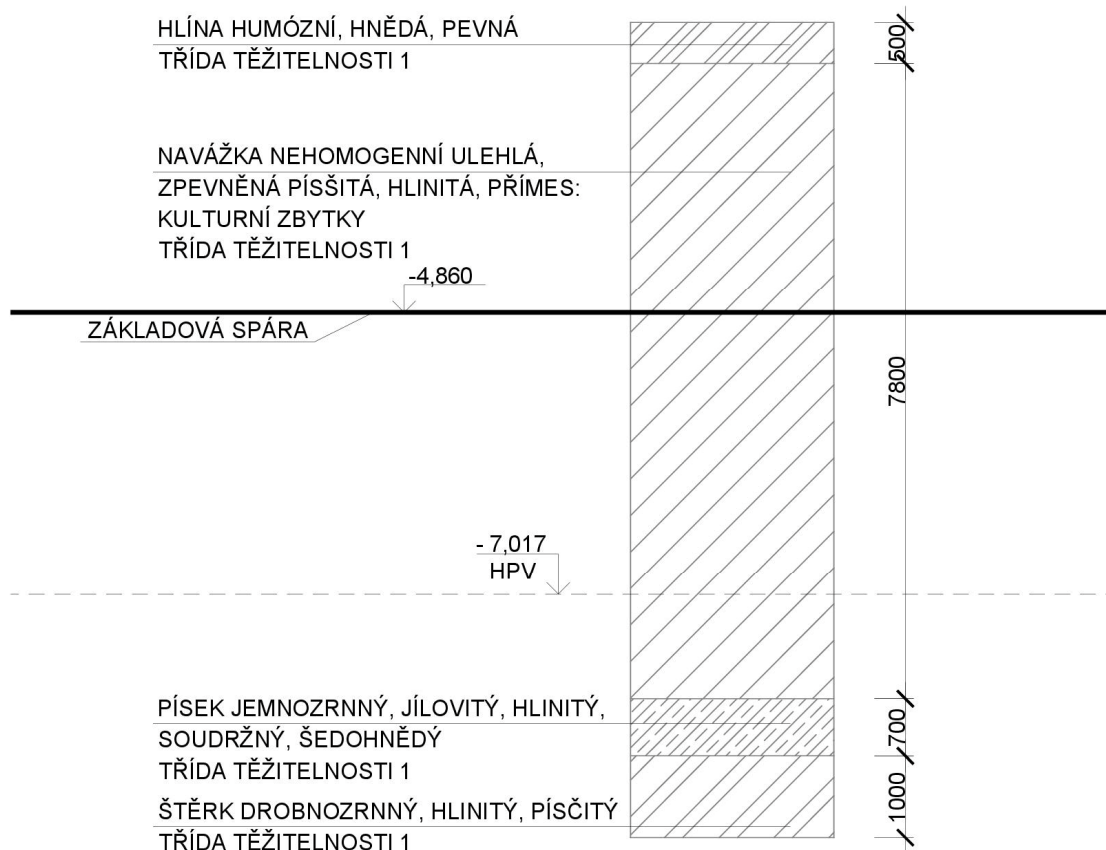 HLÍNA HUMÓZNÍ, HNĚDÁ, PEVNÁ
TŘÍDA TĚŽITELNOSTI 1
500
NAVÁŽKA NEHOMOGENNÍ ULEHLÁ,
ZPEVNĚNÁ PÍSŠITÁ, HLINITÁ, PŘÍMES:
KULTURNÍ ZBYTKY
TŘÍDA TĚŽITELNOSTI 1
-4,860
ZÁKLADOVÁ SPÁRA
7800
- 7,017
HPV
PÍSEK JEMNOZRNNÝ, JÍLOVITÝ, HLINITÝ,
SOUDRŽNÝ, ŠEDOHNĚDÝ
TŘÍDA TĚŽITELNOSTI 1
700
ŠTĚRK DROBNOZRNNÝ, HLINITÝ, PÍSČITÝ
TŘÍDA TĚŽITELNOSTI 1
1000